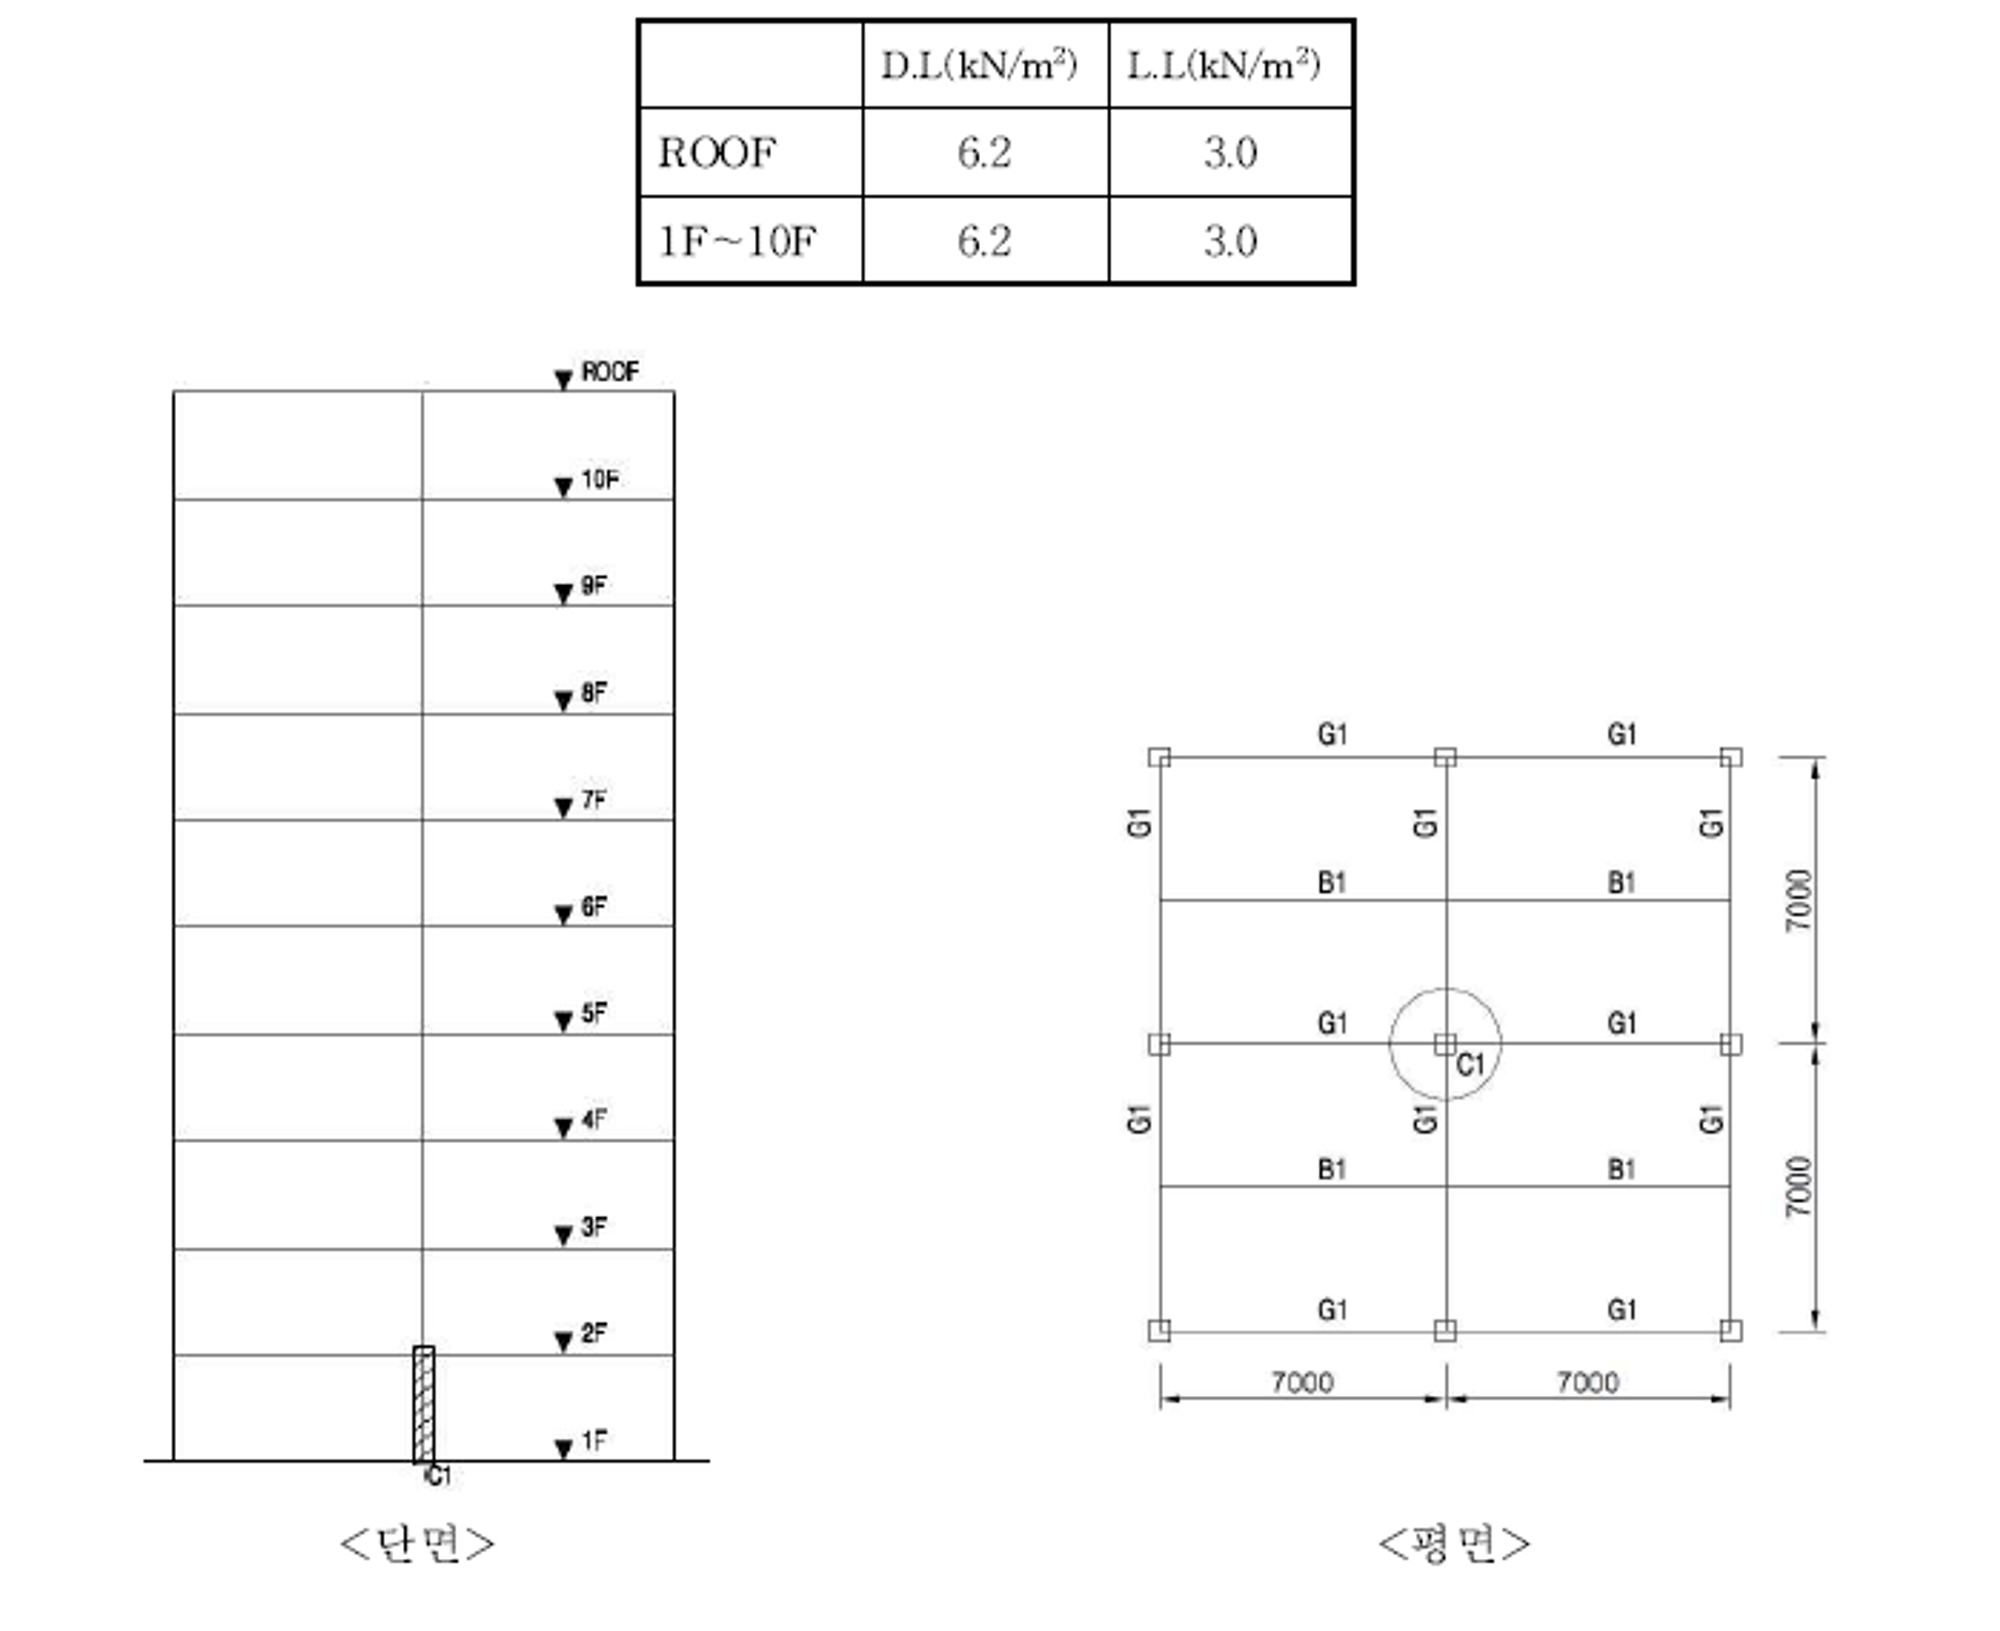 D.L(kN/m²) L.L(kN/m²)
ROOF 6.2 3.0
1F~10F 6.2 3.0
ROOF
10F
9F
8F
7F
6F
5F
4F
3F
2F
1F
C1
<단면>
G1 G1
G1 G1 G1
B1 B1
7000
G1 G1
C1
G1 G1 G1
B1 B1
7000
G1 G1
7000 7000
<평면>